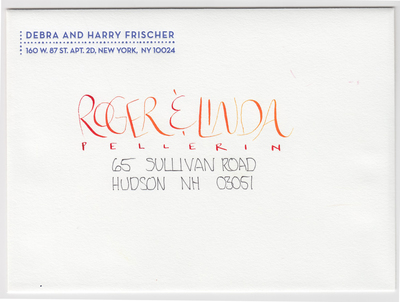 DEBRA AND HARRY FRISCHER
160 W. 87 ST. APT. 2D, NEW YORK, NY 10024
ROGER & LINDA
PELLERIN
65 SULLIVAN ROAD
HUDSON NH 03051